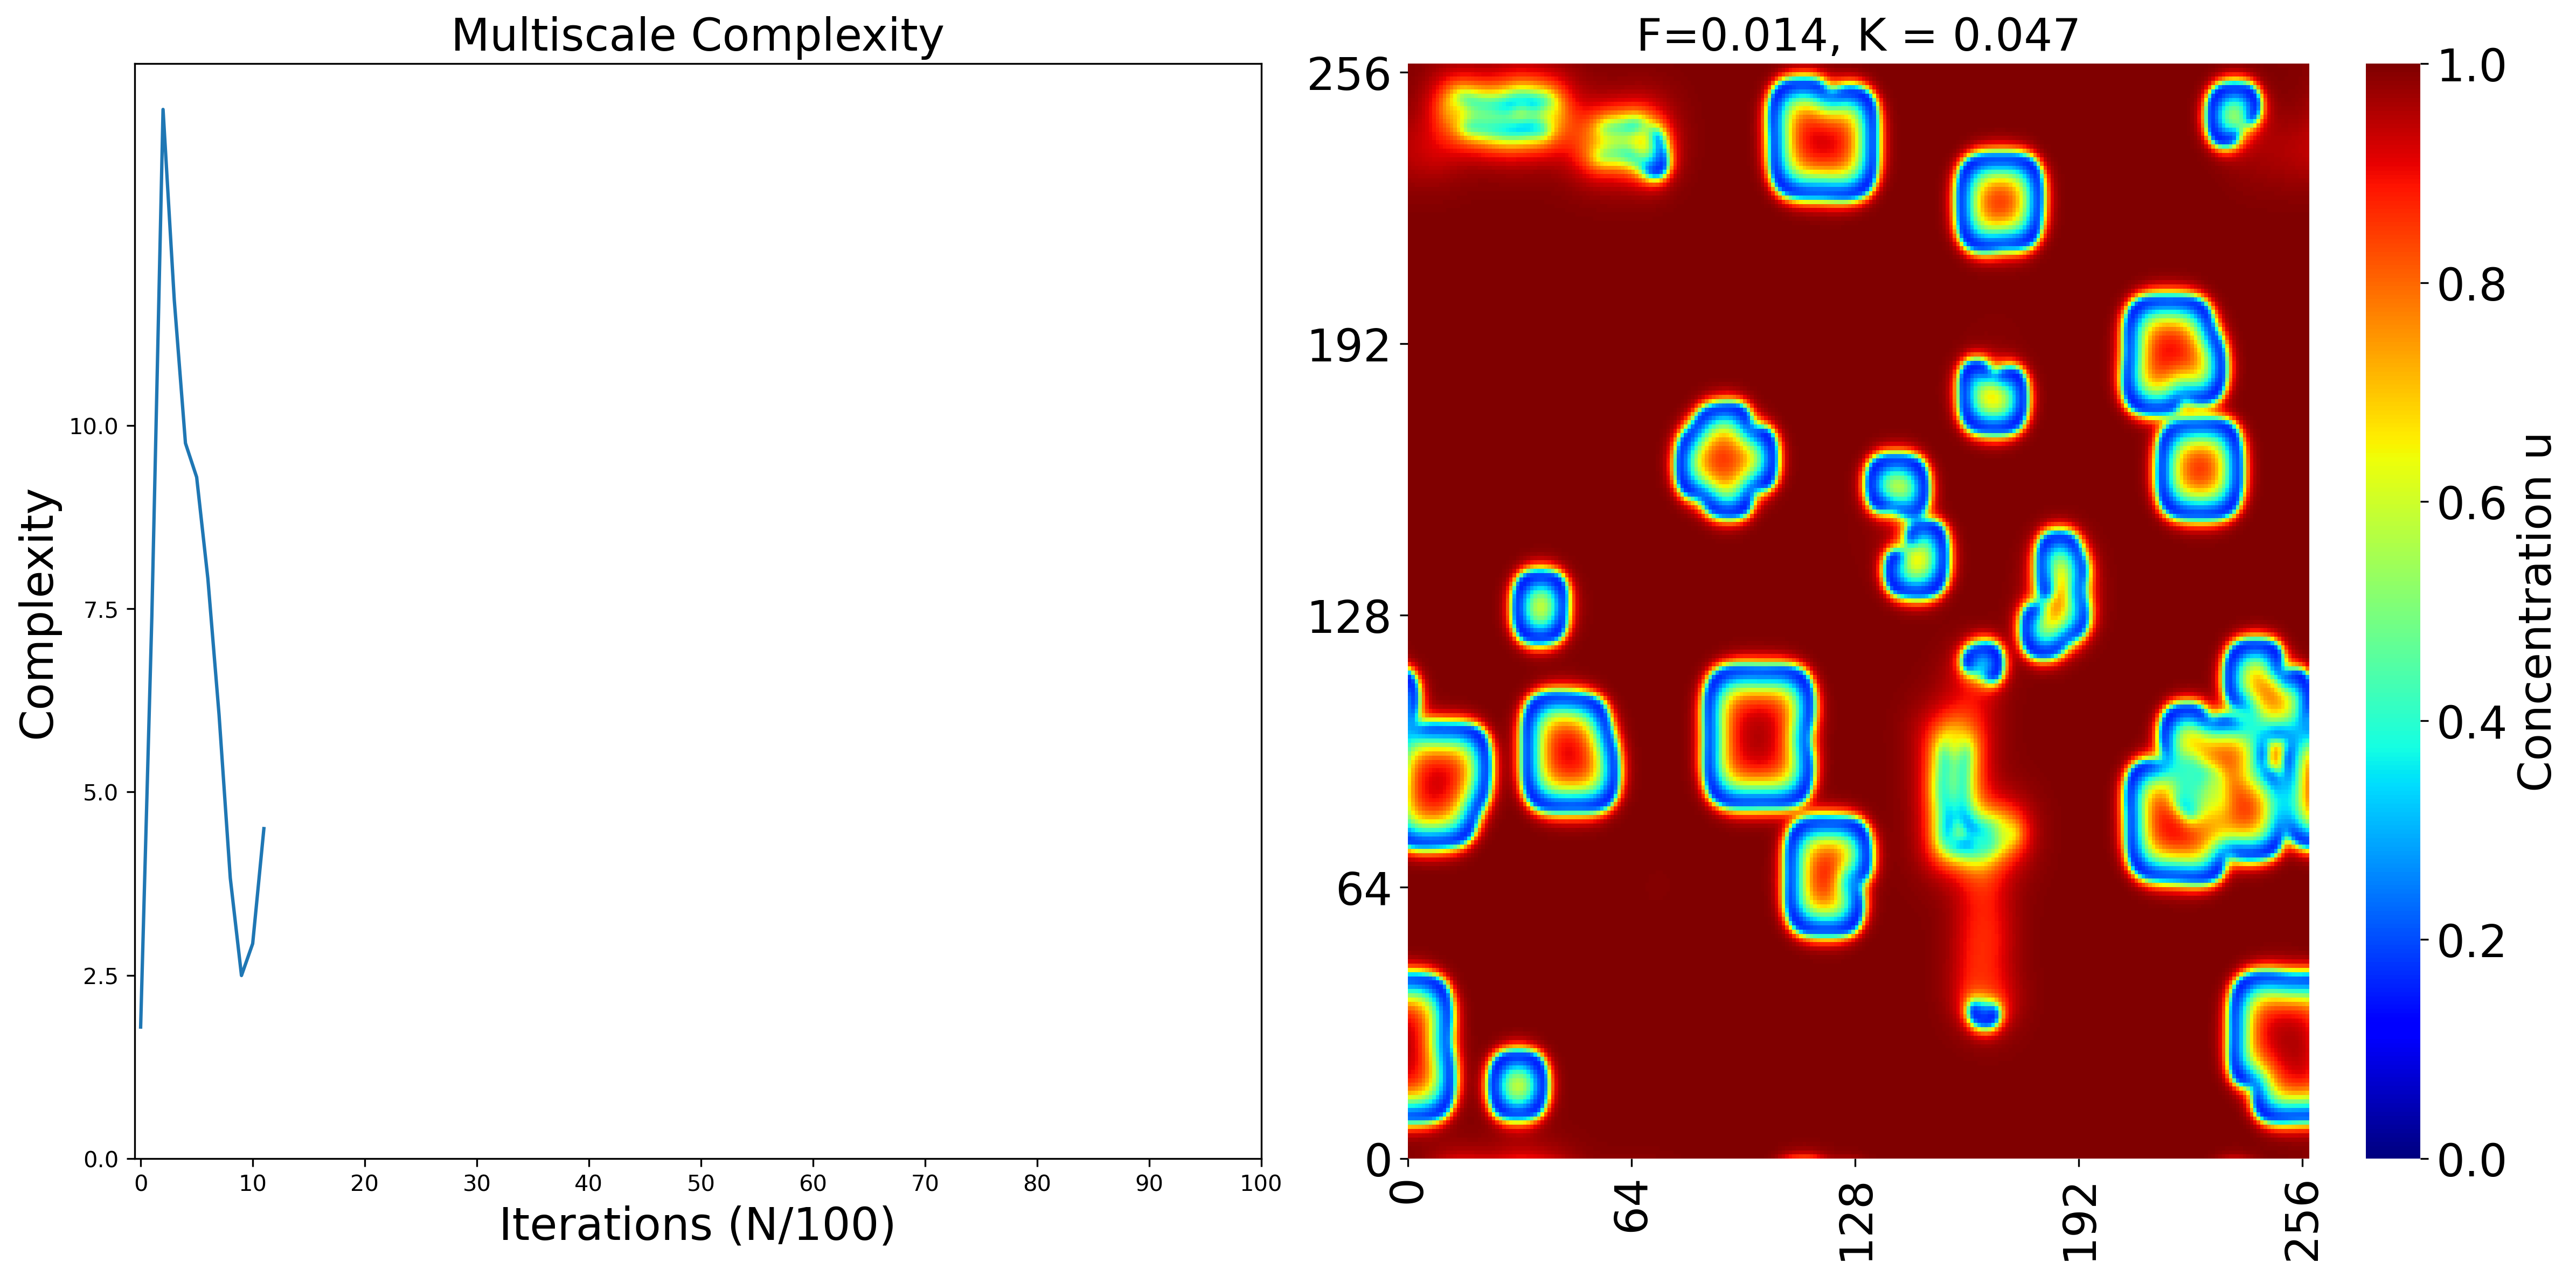 Multiscale Complexity
Complexity
10.0
7.5
5.0
2.5
0.0
0 10 20 30 40 50 60 70 80 90 100
Iterations (N/100)
F=0.014, K = 0.047
256
192
128
64
0
0 64 128 192 256
1.0
0.8
0.6
0.4
0.2
0.0
Concentration u